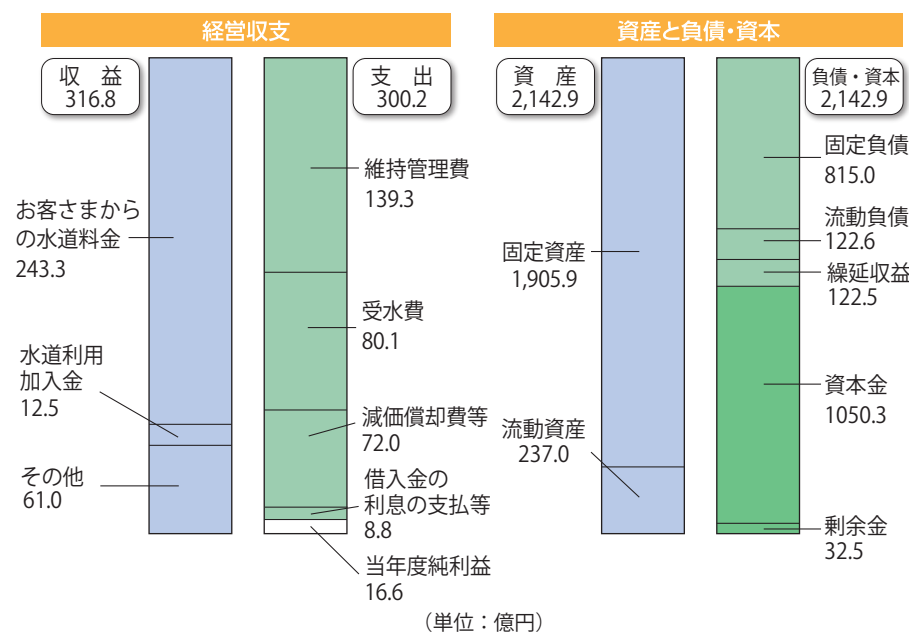 経営収支
収 益
316.8
支 出
300.2
お客さまから
の水道料金
243.3
水道利用
加入金
12.5
その他
61.0
維持管理費
139.3
受水費
80.1
減価償却費等
72.0
借入金の
利息の支払等
8.8
当年度純利益
16.6
資産と負債・資本
資 産
2,142.9
負債・資本
2,142.9
固定資産
1,905.9
流動資産
237.0
固定負債
815.0
流動負債
122.6
繰延収益
122.5
資本金
1050.3
剰余金
32.5
（単位：億円）